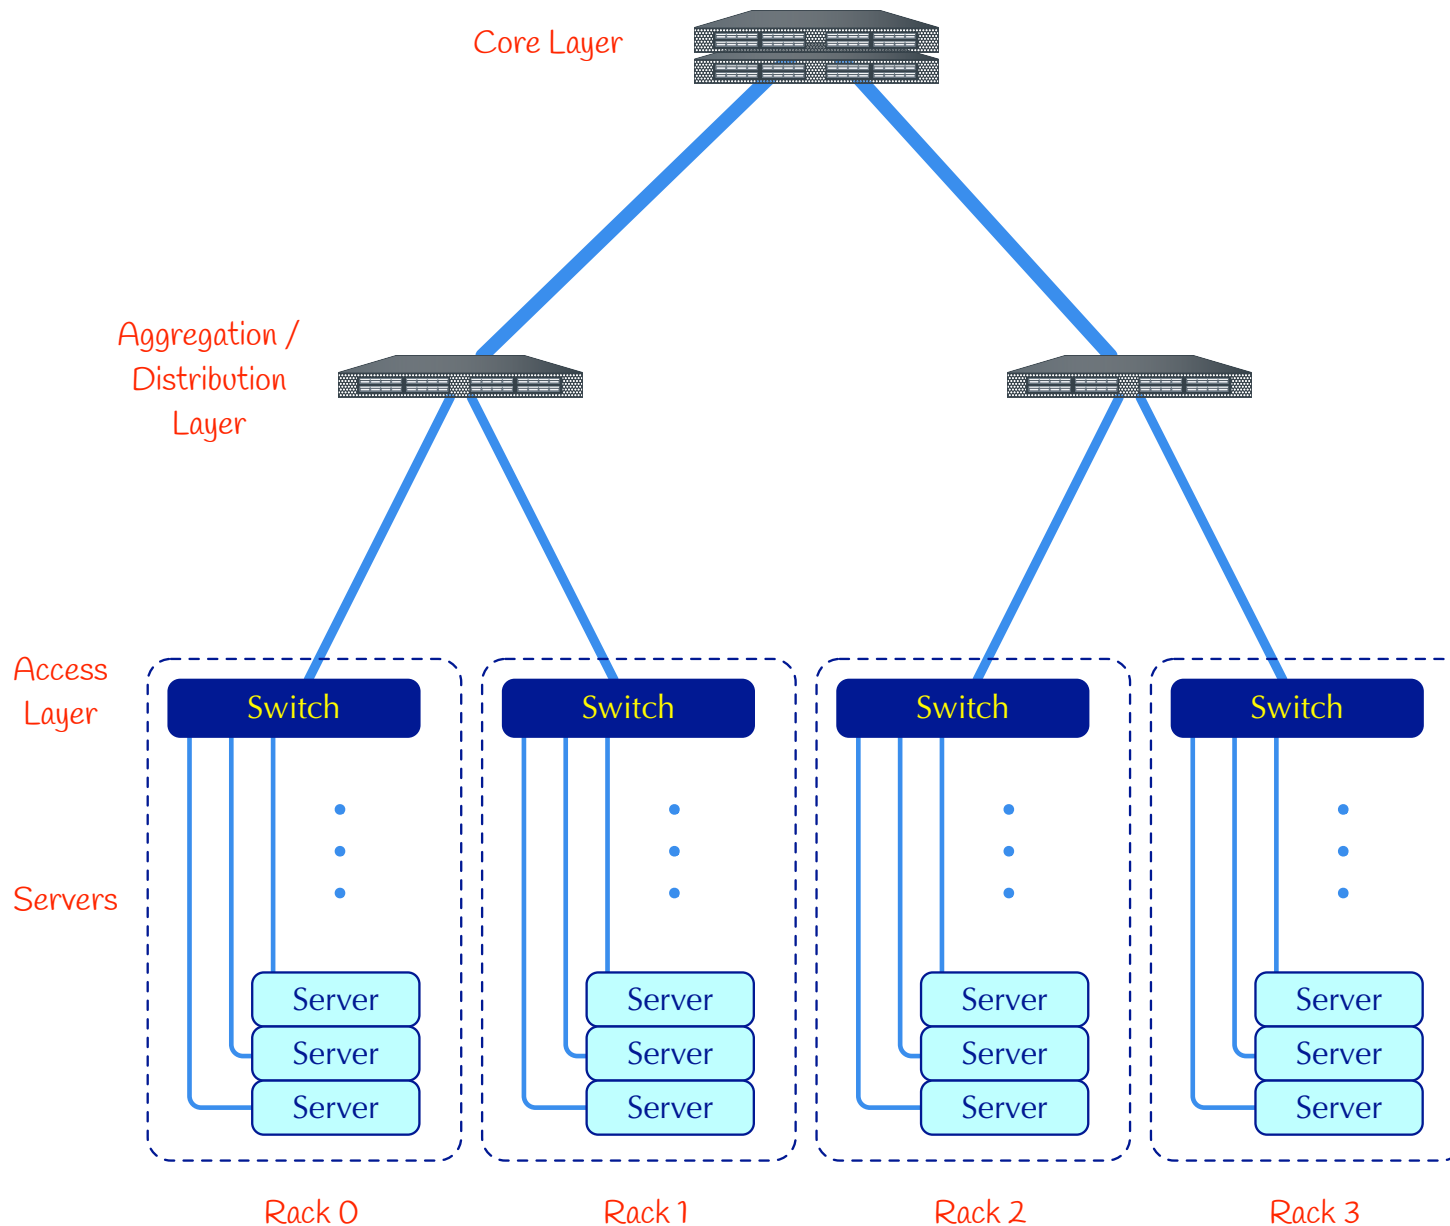 Core Layer
Aggregation /
Distribution
Layer
Access
Layer
Switch
Switch
Switch
Switch
Servers
Server
Server
Server
Server
Server
Server
Server
Server
Server
Server
Server
Server
Rack 0
Rack 1
Rack 2
Rack 3